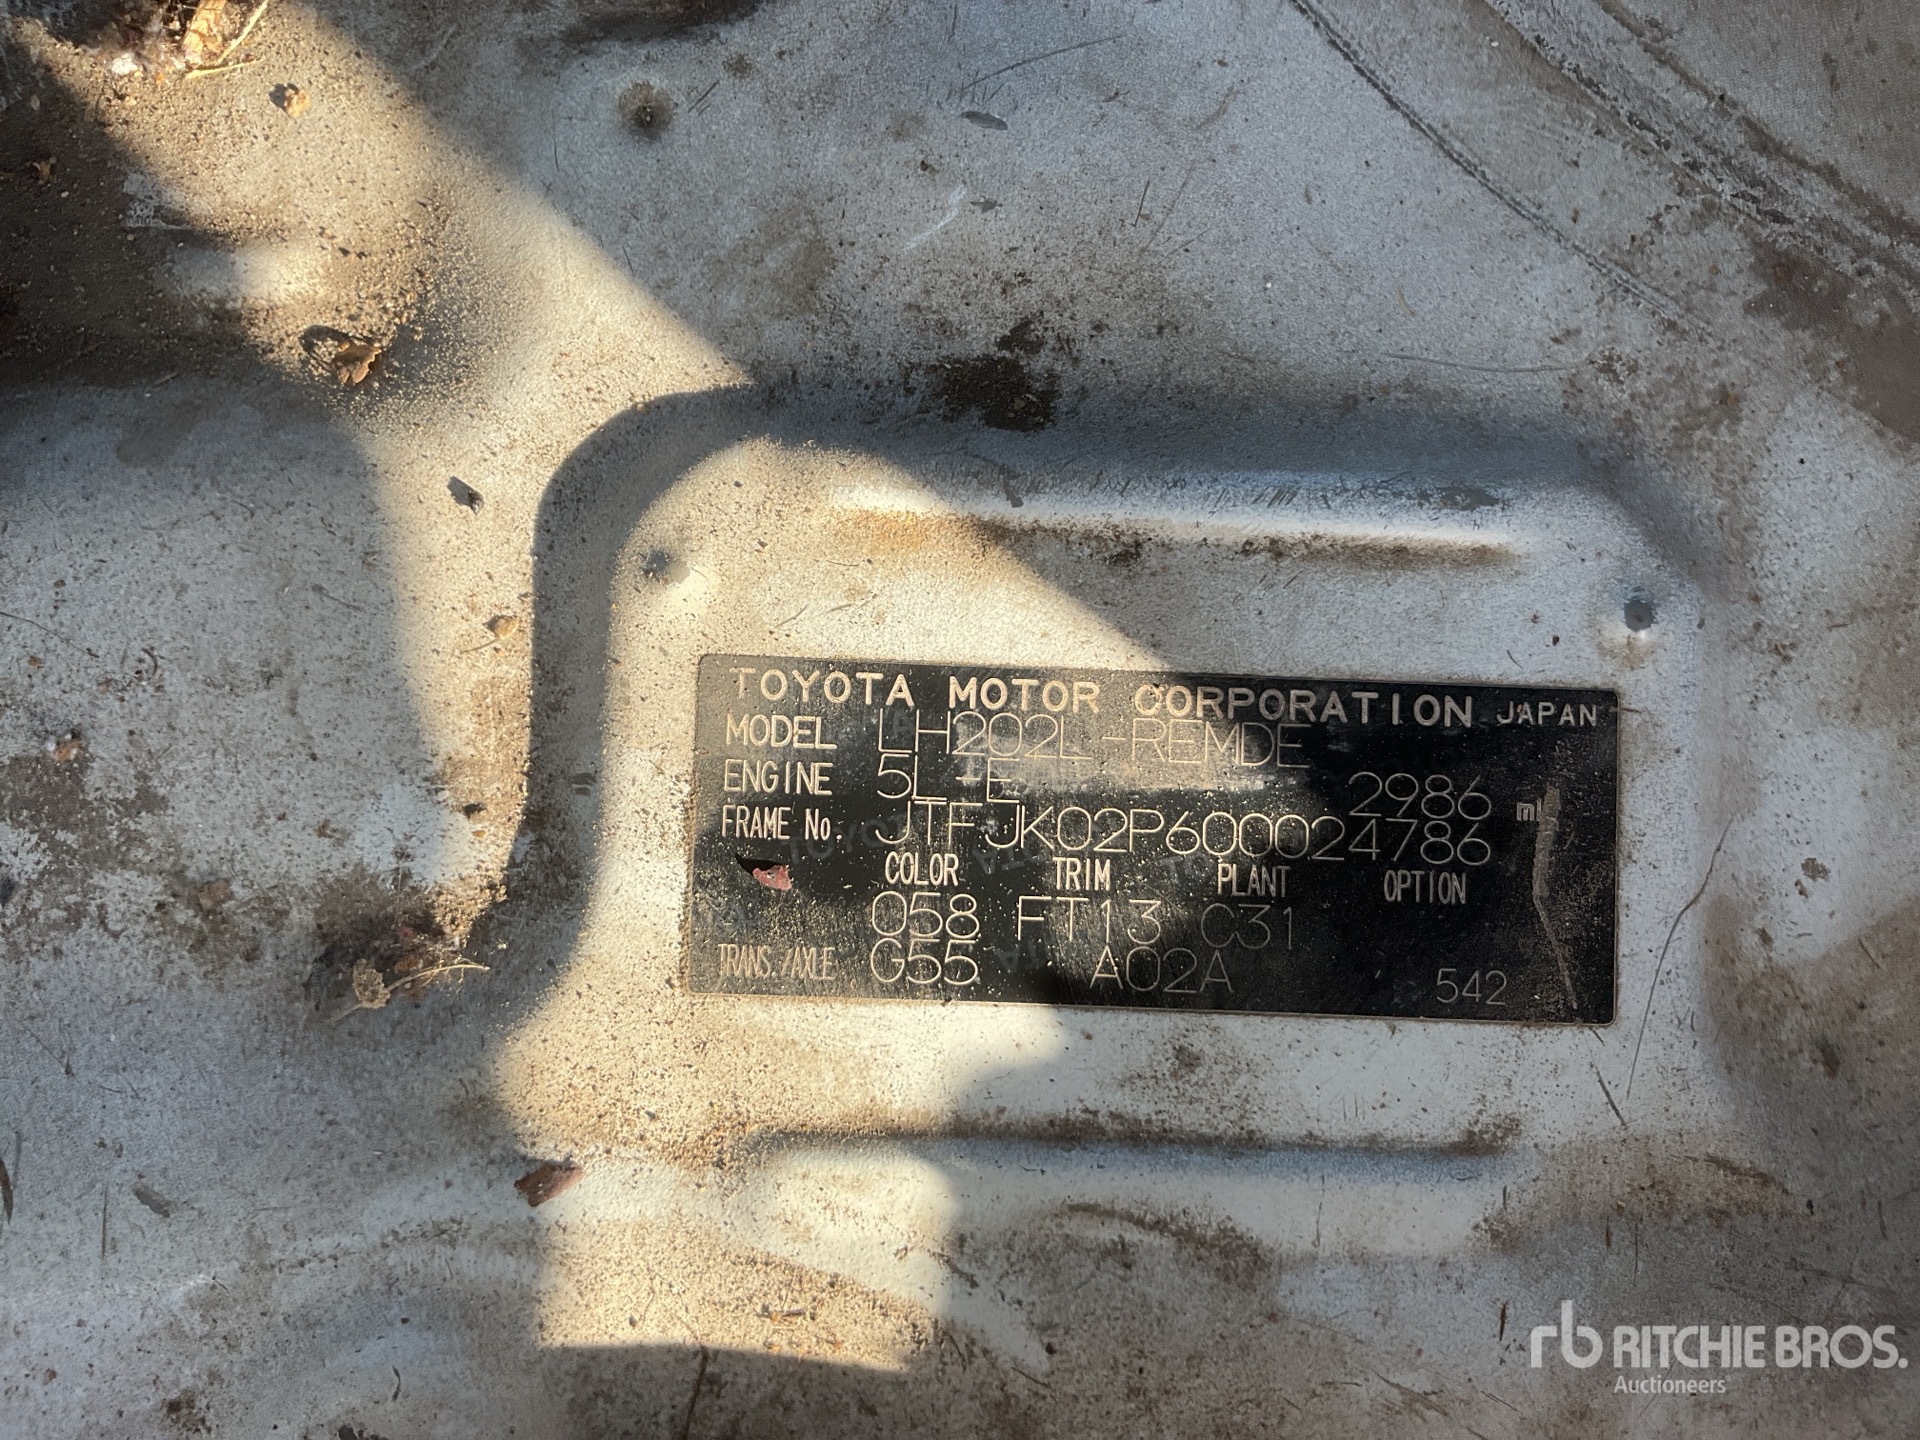 TOYOTA MOTOR CORPORATION JAPAN
MODEL LH202L-REMDE
ENGINE 5L-E 2986 ml
FRAME No. JTFJK02P600024786
COLOR TRIM PLANT OPTION
058 FT13 C31
TRANS./AXLE G55 A02A 542
rb RITCHIE BROS.
Auctioneers